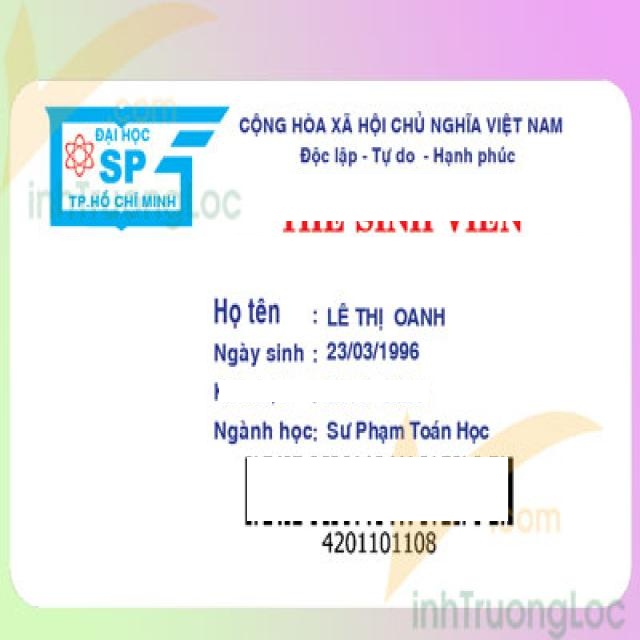 .com
ĐẠI HỌC
SP
TP.HỒ CHÍ MINH
inhTruongLoc
CỘNG HÒA XÃ HỘI CHỦ NGHĨA VIỆT NAM
Độc lập - Tự do - Hạnh phúc
THẺ SINH VIÊN
Họ tên : LÊ THỊ OANH
Ngày sinh : 23/03/1996
Ngành học: Sư Phạm Toán Học
4201101108
.com
inhTruongLoc